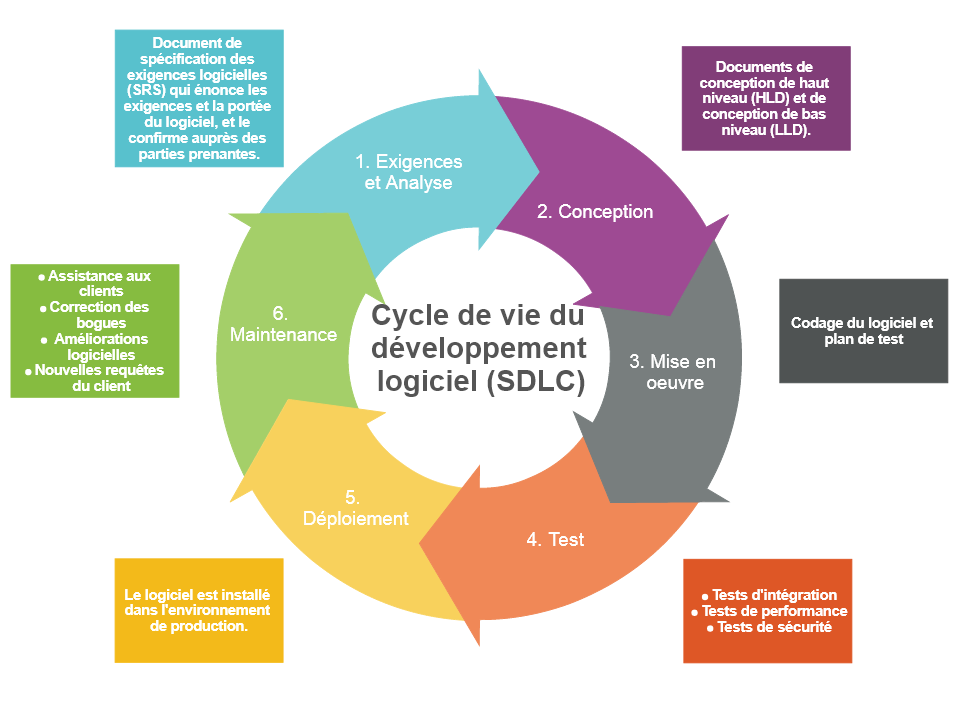 Document de
spécification des
exigences logicielles
(SRS) qui énonce les
exigences et la portée
du logiciel, et le
confirme auprès des
parties prenantes.
Documents de
conception de haut
niveau (HLD) et de
conception de bas
niveau (LLD).
1. Exigences
et Analyse
2. Conception
• Assistance aux
clients
• Correction des
bogues
• Améliorations
logicielles
• Nouvelles requêtes
du client
6.
Maintenance
Cycle de vie du
développement
logiciel (SDLC)
3. Mise en
oeuvre
Codage du logiciel et
plan de test
5.
Déploiement
4. Test
Le logiciel est installé
dans l'environnement
de production.
• Tests d'intégration
• Tests de performance
• Tests de sécurité